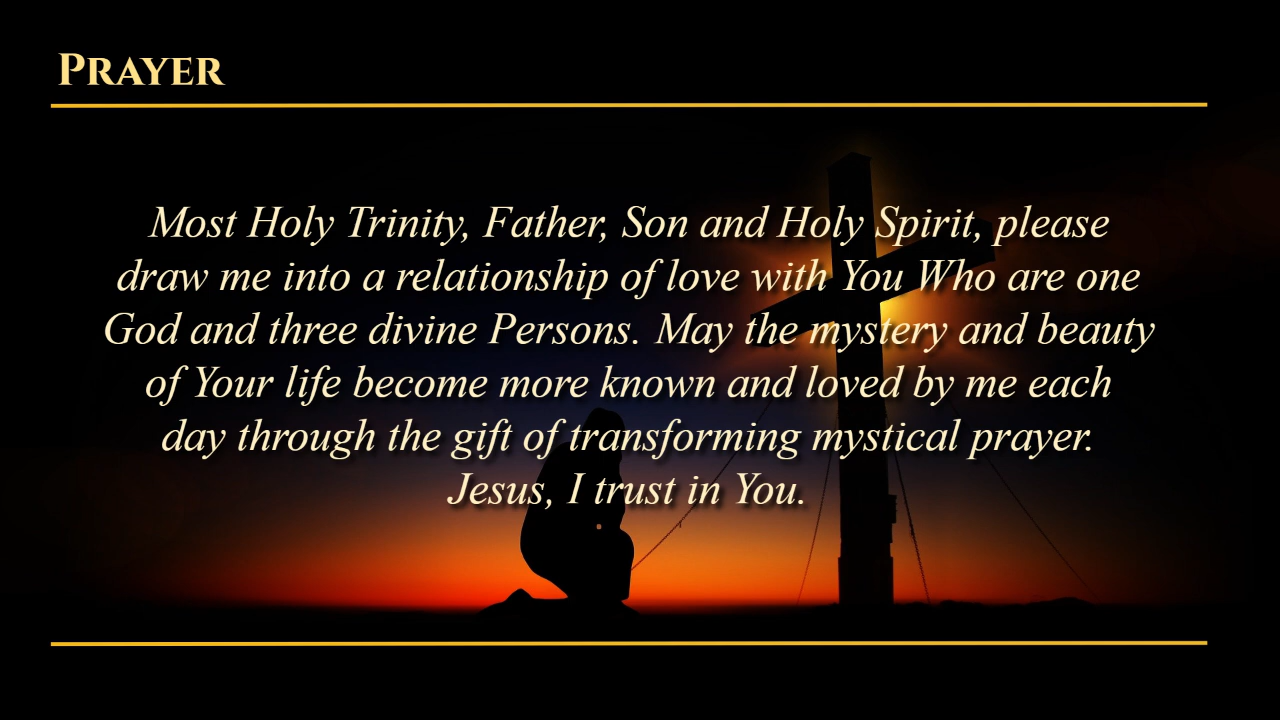 Prayer
Most Holy Trinity, Father, Son and Holy Spirit, please
draw me into a relationship of love with You Who are one
God and three divine Persons. May the mystery and beauty
of Your life become more known and loved by me each
day through the gift of transforming mystical prayer.
Jesus, I trust in You.